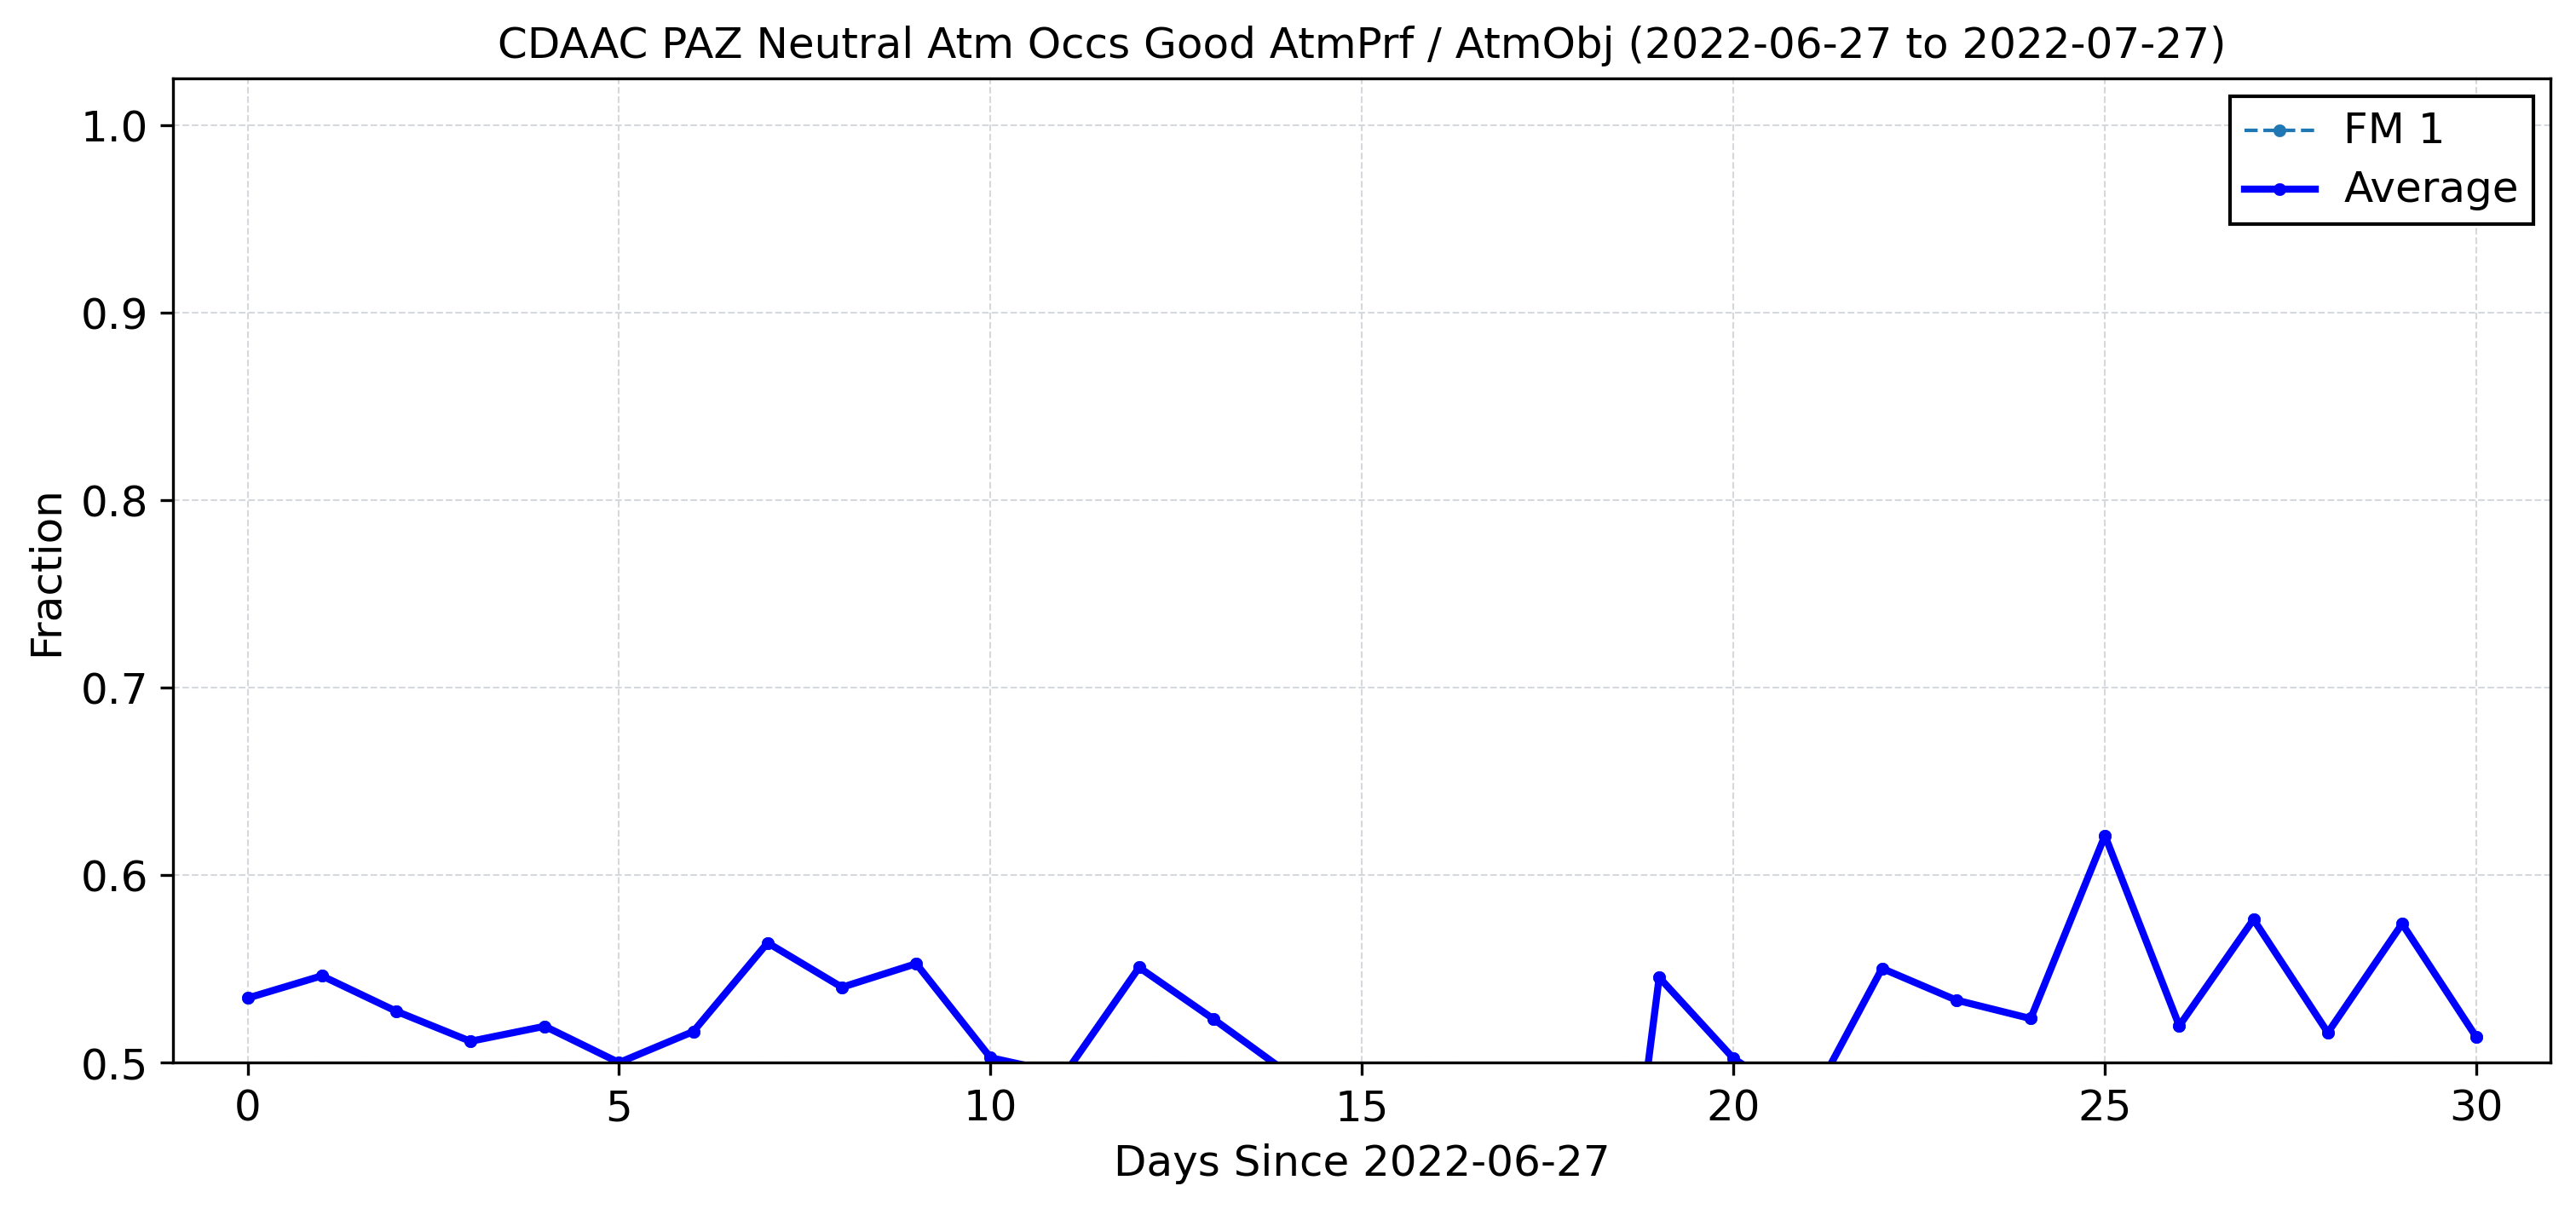 CDAAC PAZ Neutral Atm Occs Good AtmPrf / AtmObj (2022-06-27 to 2022-07-27)
FM 1
Average
1.0
0.9
0.8
0.7
0.6
0.5
Fraction
0 5 10 15 20 25 30
Days Since 2022-06-27